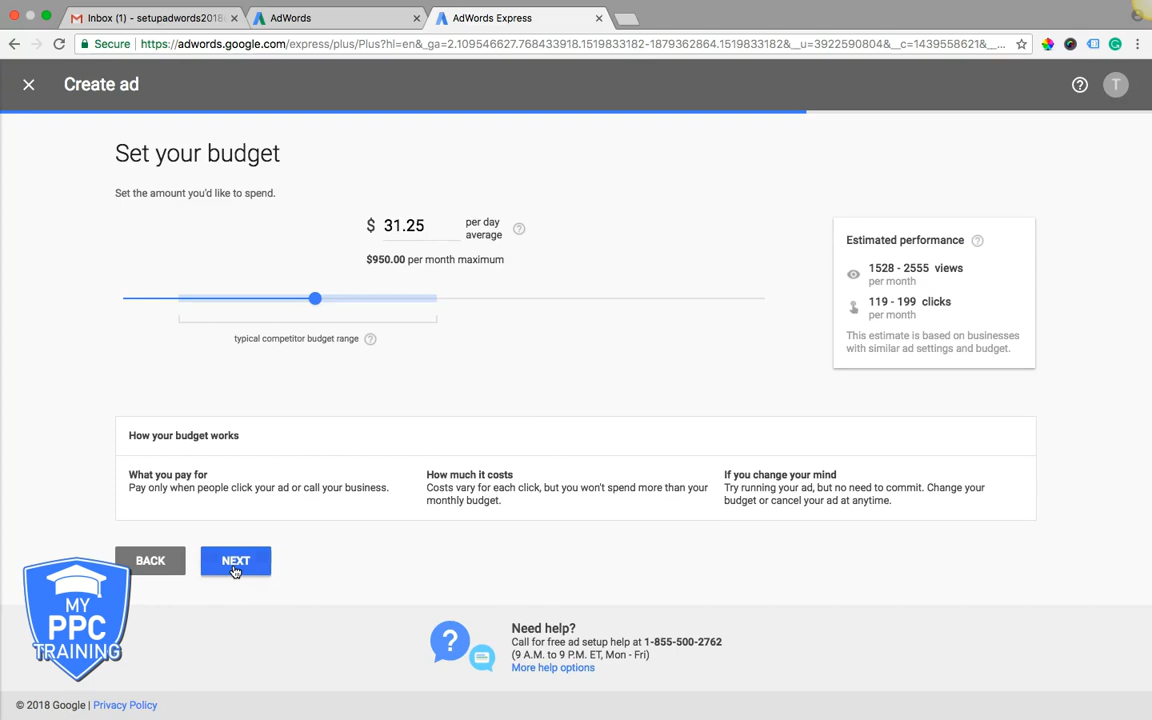 Inbox (1) - setupadwords2018
AdWords
AdWords Express
Secure
https://adwords.google.com/express/plus/Plus?hl=en&_ga=2.109546627.768433918.1519833182-1879362864.1519833182&__u=3922590804&__c=1439558621&__...
Create ad
T
Set your budget
Set the amount you'd like to spend.
$ 31.25
per day
average
$950.00 per month maximum
typical competitor budget range
Estimated performance
1528 - 2555 views
per month
119 - 199 clicks
per month
This estimate is based on businesses
with similar ad settings and budget.
How your budget works
What you pay for
Pay only when people click your ad or call your business.
How much it costs
Costs vary for each click, but you won't spend more than your
monthly budget.
If you change your mind
Try running your ad, but no need to commit. Change your
budget or cancel your ad at anytime.
BACK
NEXT
MY
PPC
TRAINING
Need help?
Call for free ad setup help at 1-855-500-2762
(9 A.M. to 9 P.M. ET, Mon - Fri)
More help options
© 2018 Google | Privacy Policy